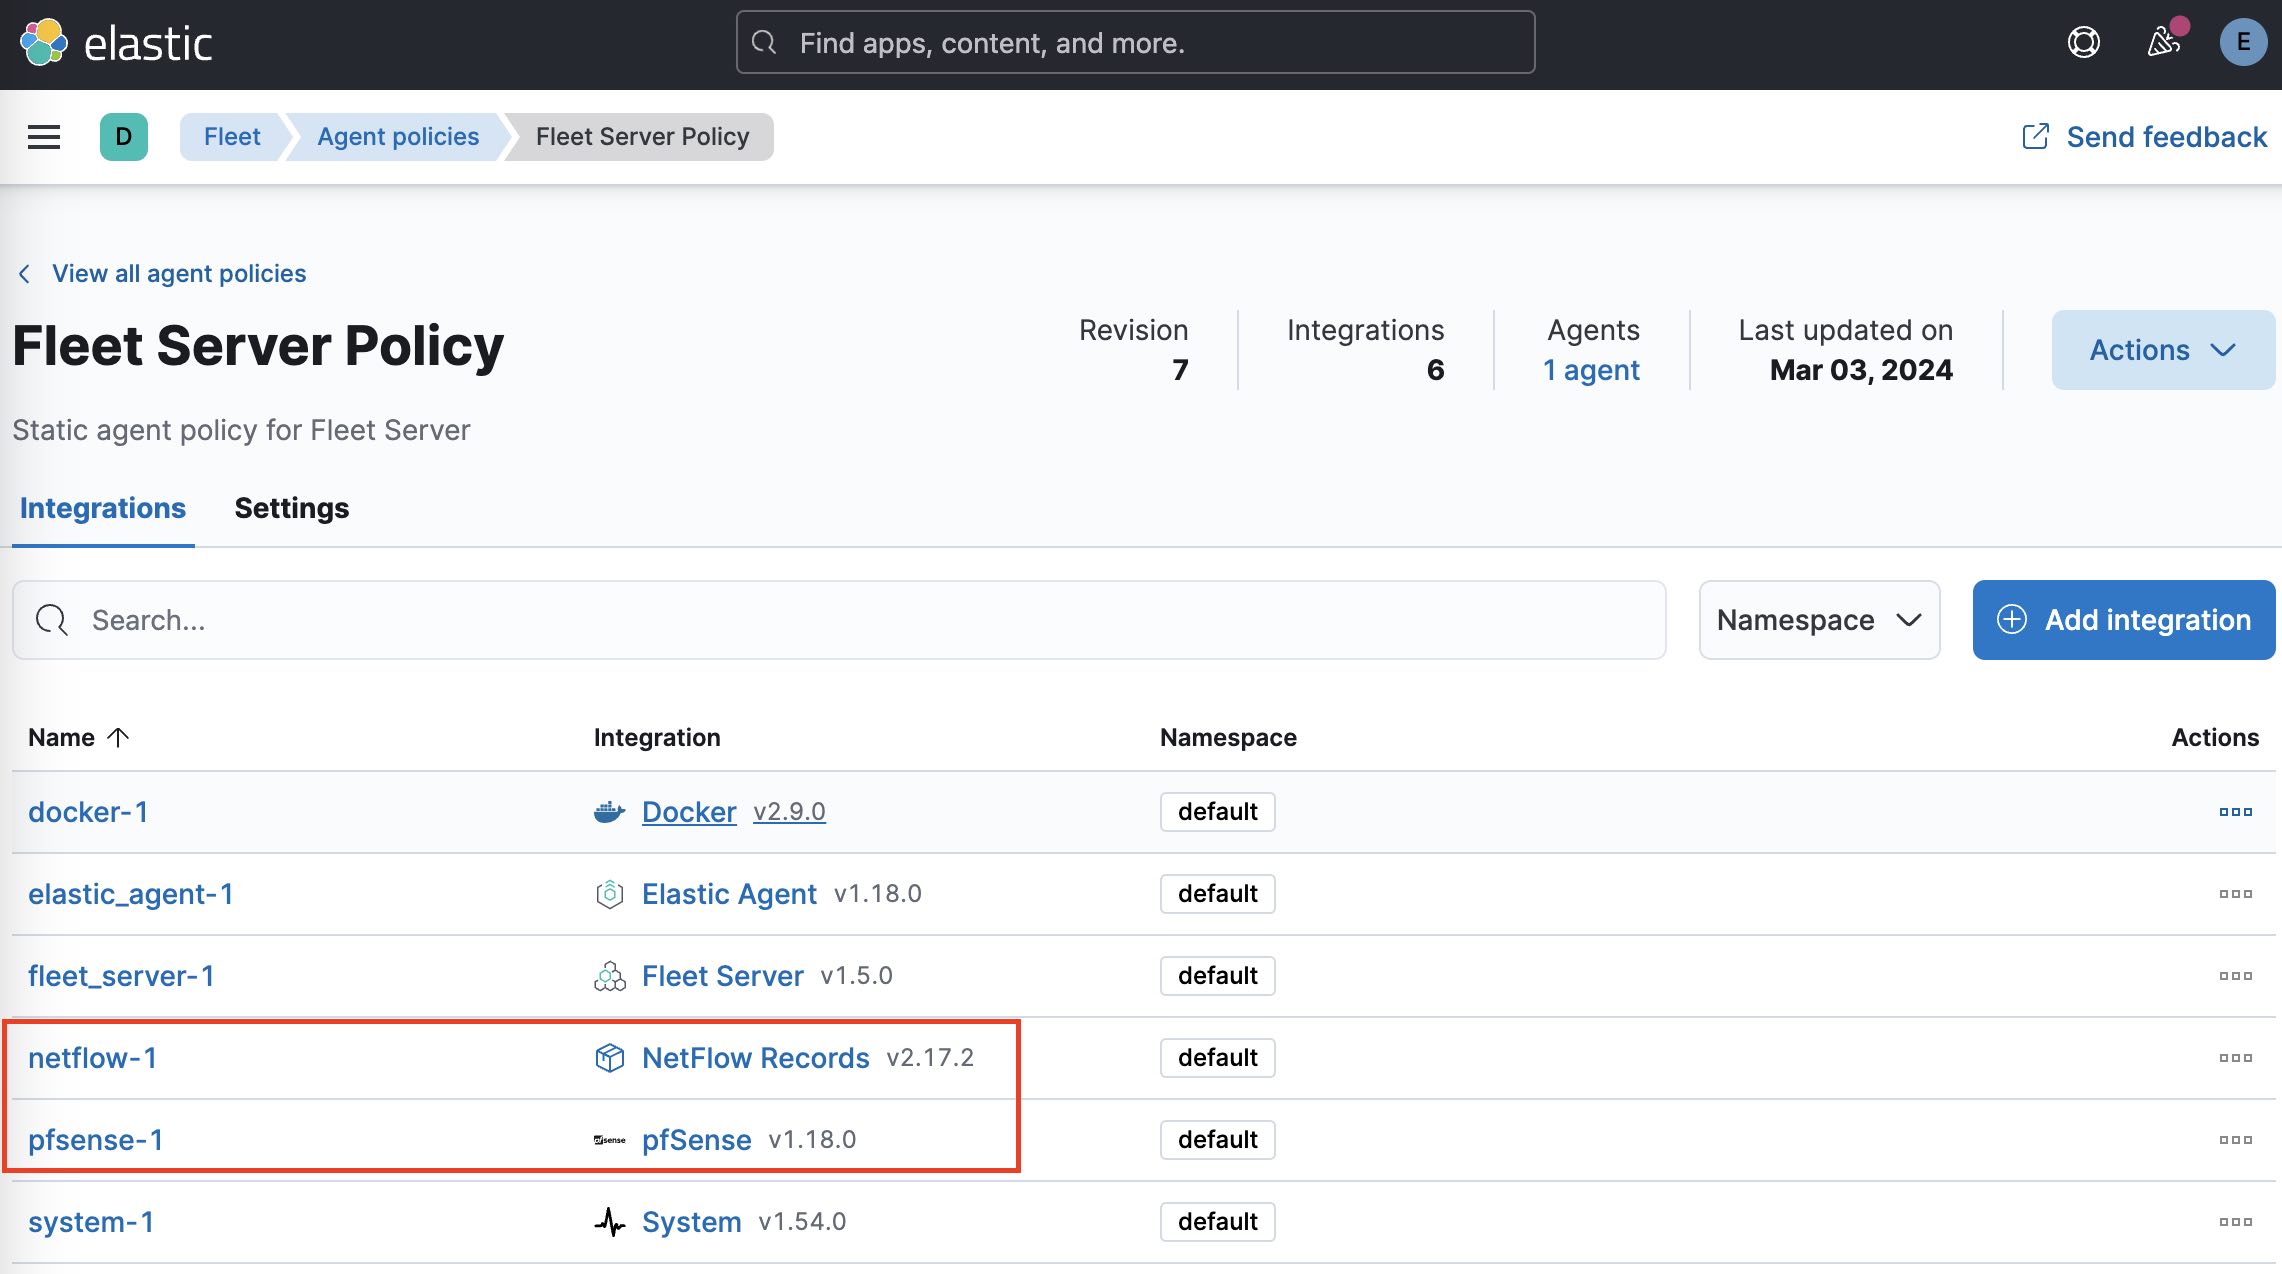 elastic
Find apps, content, and more.
E
D
Fleet
Agent policies
Fleet Server Policy
Send feedback
View all agent policies
Fleet Server Policy
Revision
7
Integrations
6
Agents
1 agent
Last updated on
Mar 03, 2024
Actions
Static agent policy for Fleet Server
Integrations
Settings
Search...
Namespace
Add integration
Name Integration Namespace Actions
docker-1 Docker v2.9.0 default
elastic_agent-1 Elastic Agent v1.18.0 default
fleet_server-1 Fleet Server v1.5.0 default
netflow-1 NetFlow Records v2.17.2 default
pfsense-1 pfsense pfSense v1.18.0 default
system-1 System v1.54.0 default